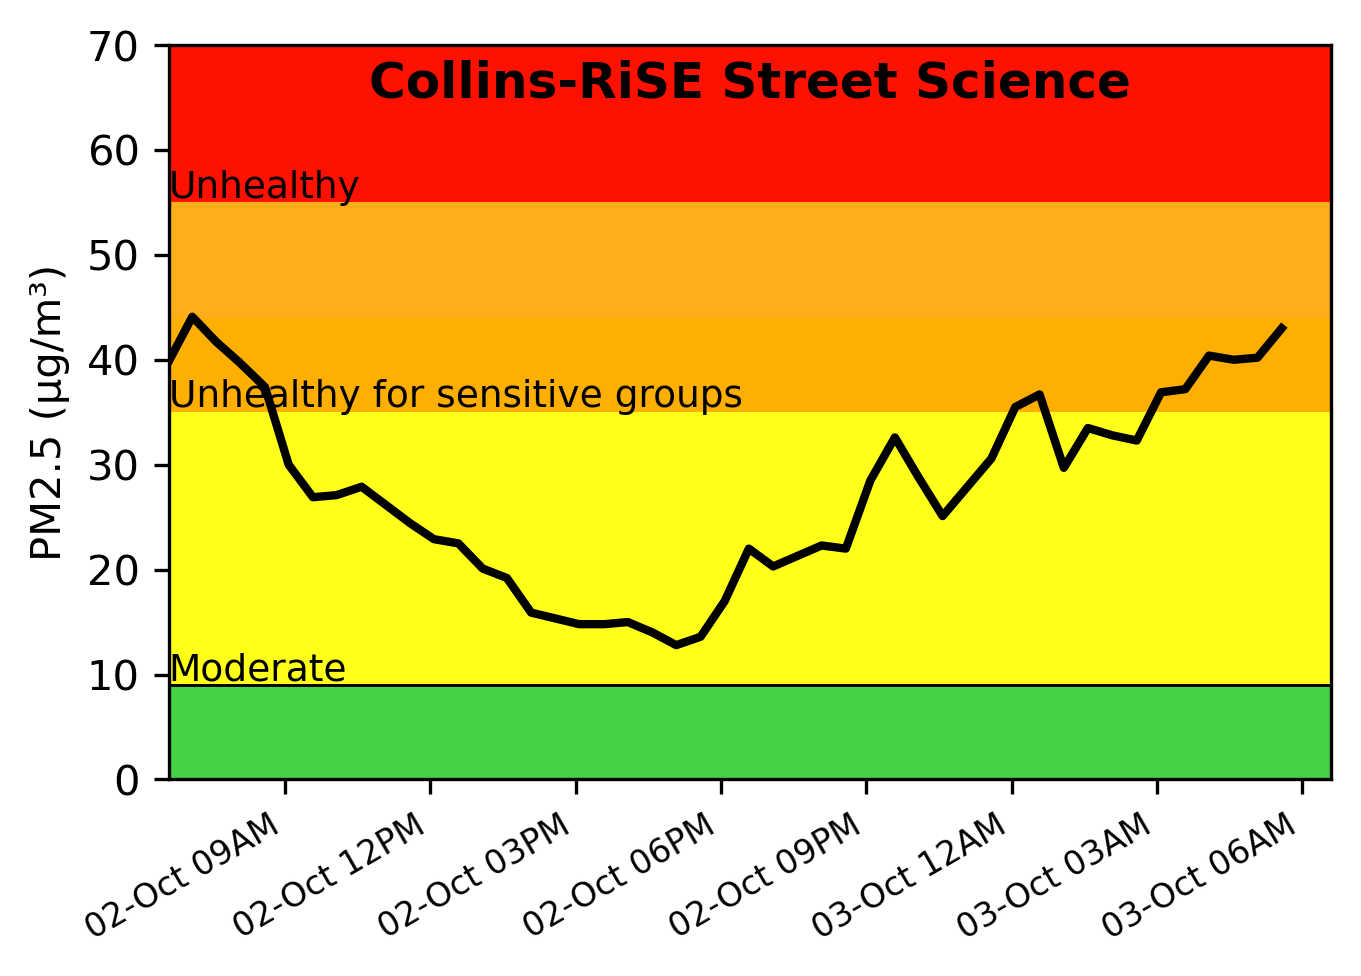 Collins-RiSE Street Science
70
60
Unhealthy
50
40
Unhealthy for sensitive groups
30
20
Moderate
10
0
PM2.5 (µg/m³)
02-Oct 09AM
02-Oct 12PM
02-Oct 03PM
02-Oct 06PM
02-Oct 09PM
03-Oct 12AM
03-Oct 03AM
03-Oct 06AM